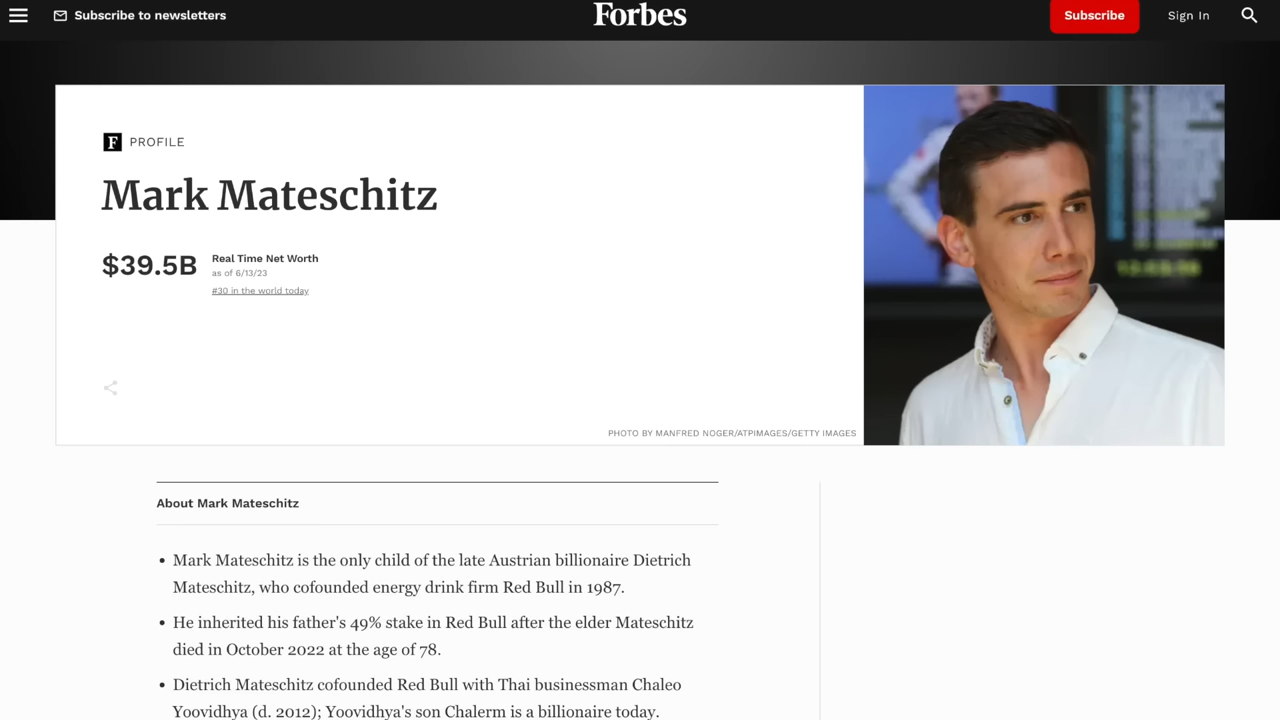 Subscribe to newsletters
Forbes
Subscribe
Sign In
F PROFILE
Mark Mateschitz
$39.5B
Real Time Net Worth
as of 6/13/23
#30 in the world today
PHOTO BY MANFRED NOGER/ATPIMAGES/GETTY IMAGES
About Mark Mateschitz
• Mark Mateschitz is the only child of the late Austrian billionaire Dietrich
Mateschitz, who cofounded energy drink firm Red Bull in 1987.
• He inherited his father's 49% stake in Red Bull after the elder Mateschitz
died in October 2022 at the age of 78.
• Dietrich Mateschitz cofounded Red Bull with Thai businessman Chaleo
Yoovidhya (d. 2012); Yoovidhya's son Chalerm is a billionaire today.